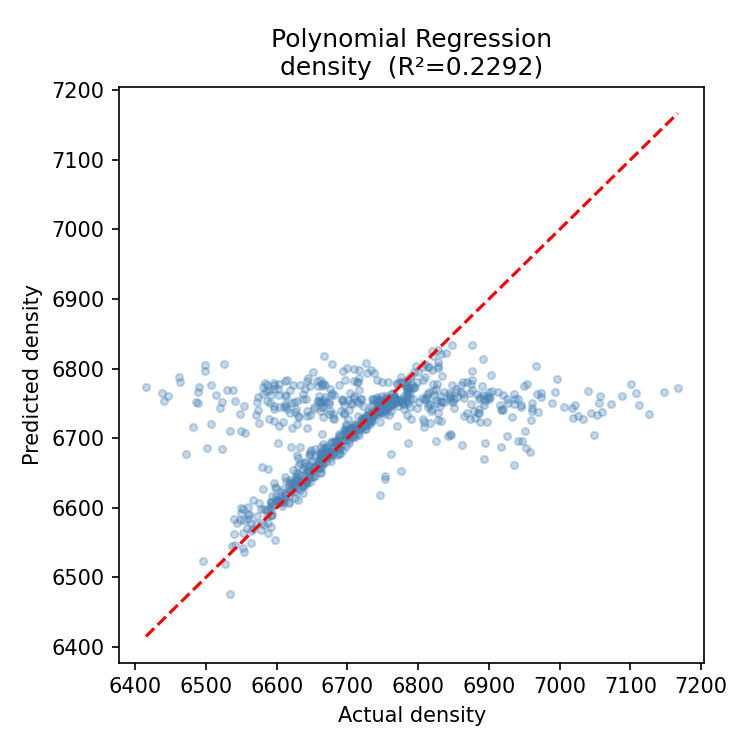 Polynomial Regression
density  (R²=0.2292)
7200
7100
7000
6900
6800
6700
6600
6500
6400
Predicted density
6400 6500 6600 6700 6800 6900 7000 7100 7200
Actual density